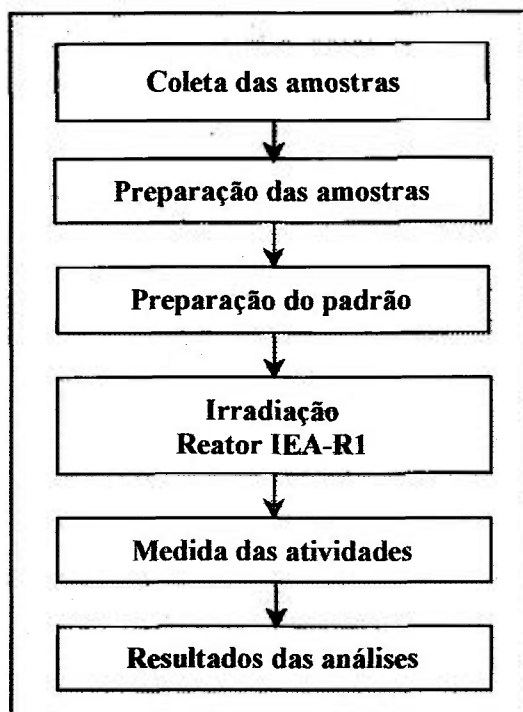 Coleta das amostras
Preparação das amostras
Preparação do padrão
Irradiação
Reator IEA-R1
Medida das atividades
Resultados das análises